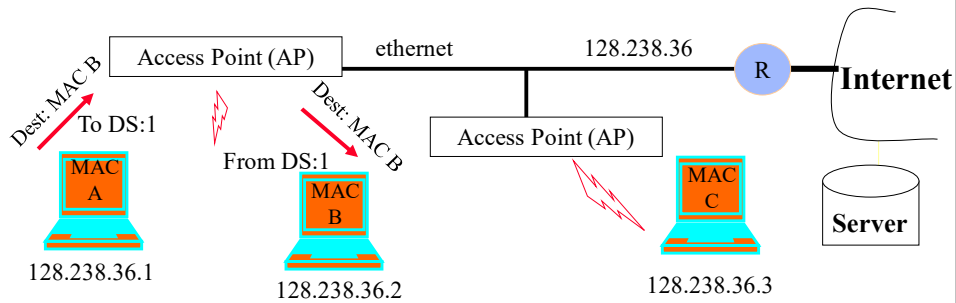 Access Point (AP)
ethernet
128.238.36
R
Internet
Dest: MAC B
To DS:1
Dest: MAC B
From DS:1
Access Point (AP)
MAC
A
MAC
B
MAC
C
Server
128.238.36.1
128.238.36.2
128.238.36.3